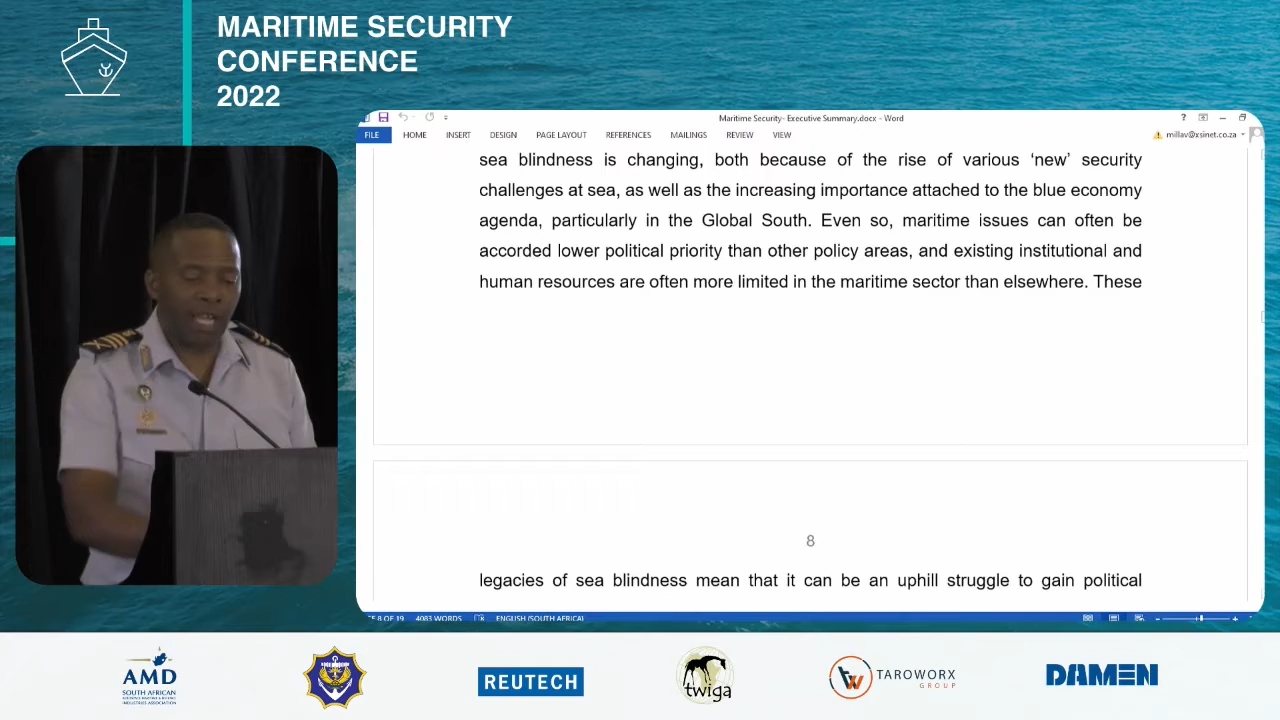 MARITIME SECURITY
CONFERENCE
2022
Maritime Security- Executive Summary.docx - Word
FILE HOME INSERT DESIGN PAGE LAYOUT REFERENCES MAILINGS REVIEW VIEW
millav@xsinet.co.za
sea blindness is changing, both because of the rise of various ‘new’ security
challenges at sea, as well as the increasing importance attached to the blue economy
agenda, particularly in the Global South. Even so, maritime issues can often be
accorded lower political priority than other policy areas, and existing institutional and
human resources are often more limited in the maritime sector than elsewhere. These
8
legacies of sea blindness mean that it can be an uphill struggle to gain political
8 OF 19 4083 WORDS ENGLISH (SOUTH AFRICA)
AMD
SOUTH AFRICAN
INDUSTRIES ASSOCIATION
REUTECH
twiga
TAROWORX
GROUP
DAMEN